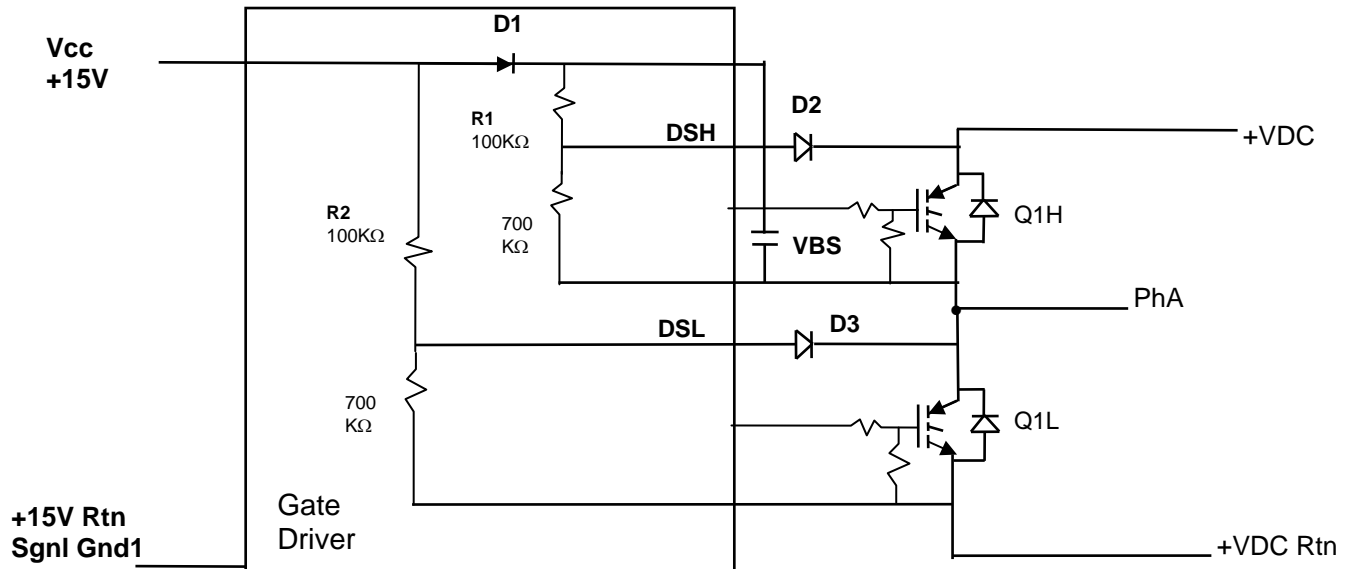 D1
Vcc
+15V
D2
R1
100KΩ
DSH
+VDC
Q1H
R2
100KΩ
700
KΩ
VBS
PhA
DSL
D3
700
KΩ
Q1L
Gate
Driver
+15V Rtn
Sgnl Gnd1
+VDC Rtn